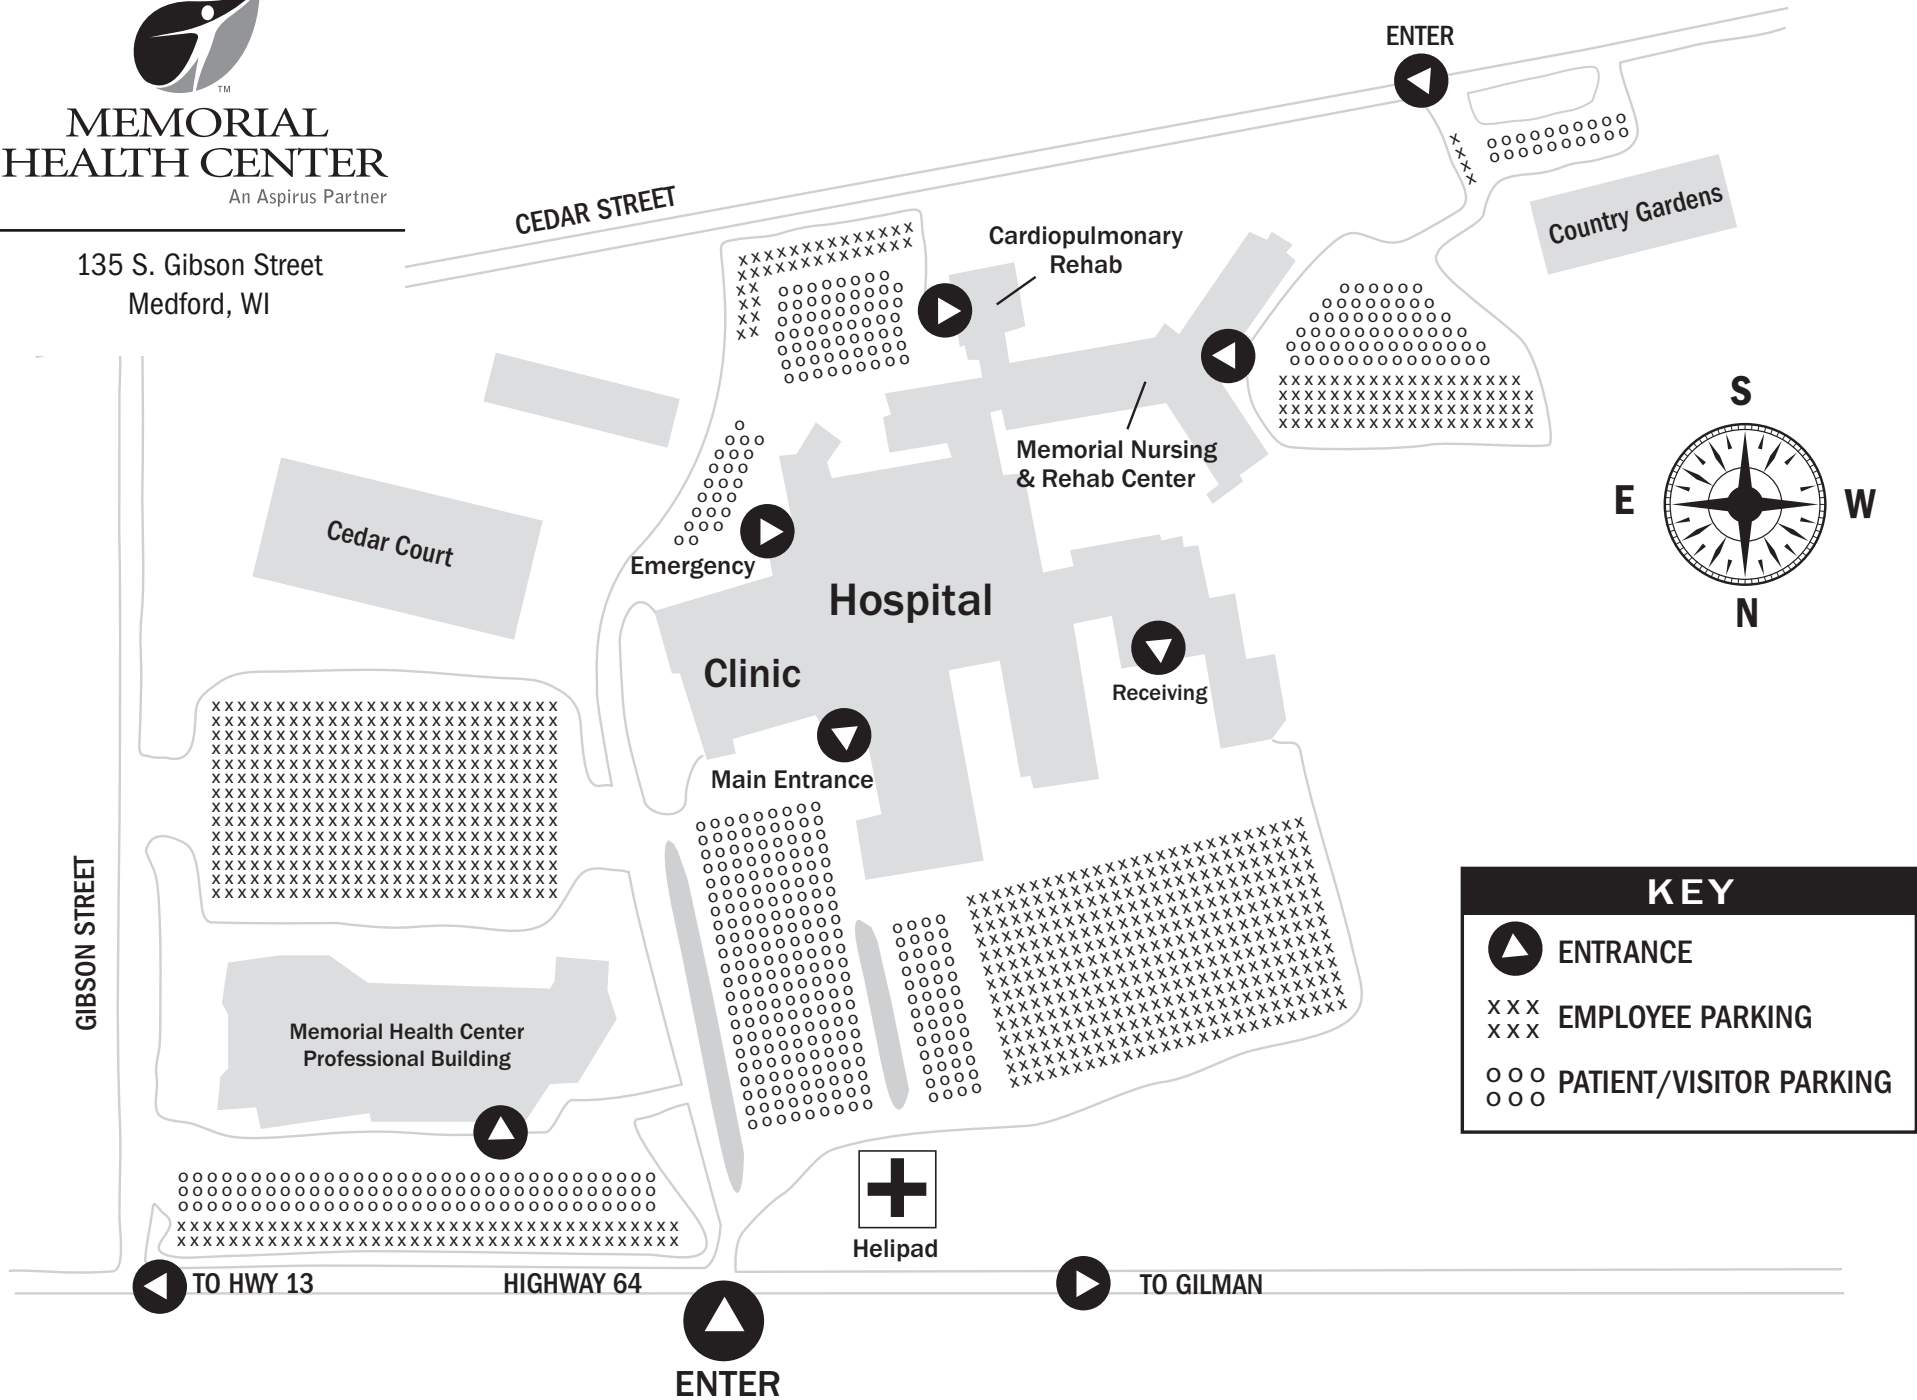 TM
MEMORIAL
HEALTH CENTER
An Aspirus Partner
135 S. Gibson Street
Medford, WI
ENTER
CEDAR STREET
Country Gardens
Cardiopulmonary
Rehab
Memorial Nursing
& Rehab Center
S
E
W
N
Cedar Court
Emergency
Hospital
Clinic
Receiving
Main Entrance
GIBSON STREET
Memorial Health Center
Professional Building
KEY
ENTRANCE
X X X
X X X
EMPLOYEE PARKING
O O O
O O O
PATIENT/VISITOR PARKING
Helipad
TO HWY 13
HIGHWAY 64
TO GILMAN
ENTER